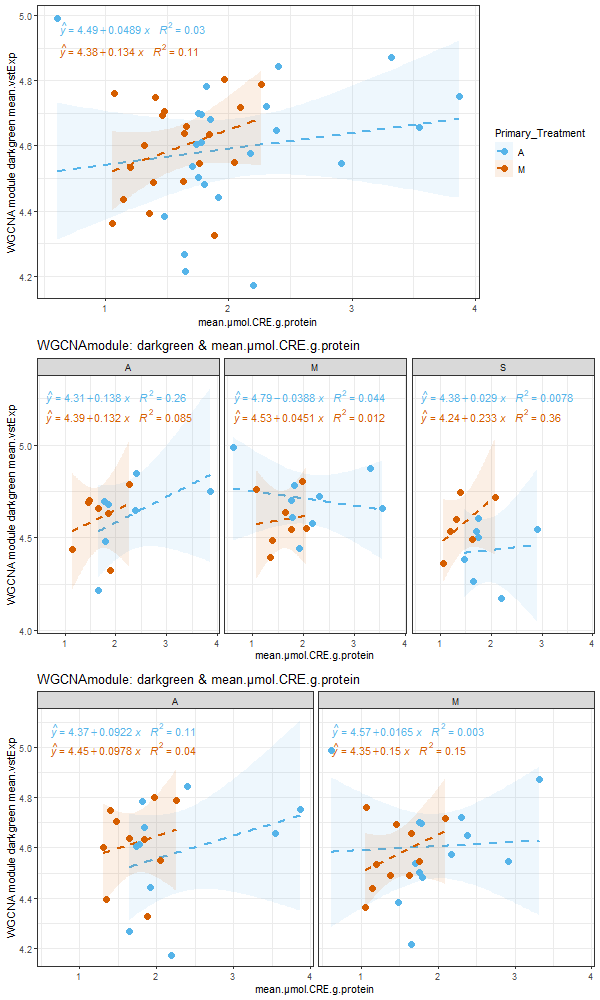 5.0
4.8
4.6
4.4
4.2
WGCNA module darkgreen mean.vstExp
ŷ = 4.49 + 0.0489 x   R² = 0.03
ŷ = 4.38 + 0.134 x   R² = 0.11
1 2 3 4
mean.µmol.CRE.g.protein
Primary_Treatment
A
M
WGCNAmodule: darkgreen & mean.µmol.CRE.g.protein
A M S
ŷ = 4.31 + 0.138 x   R² = 0.26
ŷ = 4.39 + 0.132 x   R² = 0.085
ŷ = 4.79 − 0.0388 x   R² = 0.044
ŷ = 4.53 + 0.0451 x   R² = 0.012
ŷ = 4.38 + 0.029 x   R² = 0.0078
ŷ = 4.24 + 0.233 x   R² = 0.36
5.0
4.5
4.0
WGCNA module darkgreen mean.vstExp
1 2 3 4 1 2 3 4 1 2 3 4
mean.µmol.CRE.g.protein
WGCNAmodule: darkgreen & mean.µmol.CRE.g.protein
A M
ŷ = 4.37 + 0.0922 x   R² = 0.11
ŷ = 4.45 + 0.0978 x   R² = 0.04
ŷ = 4.57 + 0.0165 x   R² = 0.003
ŷ = 4.35 + 0.15 x   R² = 0.15
5.0
4.8
4.6
4.4
4.2
WGCNA module darkgreen mean.vstExp
1 2 3 4 1 2 3 4
mean.µmol.CRE.g.protein